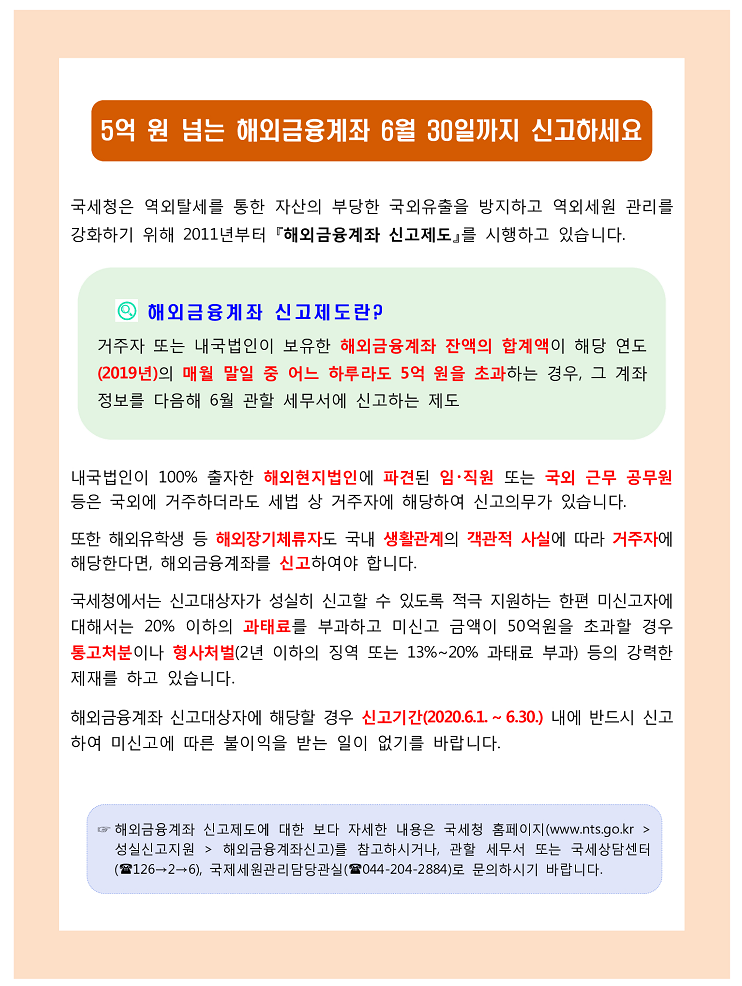 5억 원 넘는 해외금융계좌 6월 30일까지 신고하세요
국세청은 역외탈세를 통한 자산의 부당한 국외유출을 방지하고 역외세원 관리를
강화하기 위해 2011년부터 『해외금융계좌 신고제도』를 시행하고 있습니다.
해외금융계좌 신고제도란?
거주자 또는 내국법인이 보유한 해외금융계좌 잔액의 합계액이 해당 연도
(2019년)의 매월 말일 중 어느 하루라도 5억 원을 초과하는 경우, 그 계좌
정보를 다음해 6월 관할 세무서에 신고하는 제도
내국법인이 100% 출자한 해외현지법인에 파견된 임·직원 또는 국외 근무 공무원
등은 국외에 거주하더라도 세법 상 거주자에 해당하여 신고의무가 있습니다.
또한 해외유학생 등 해외장기체류자도 국내 생활관계의 객관적 사실에 따라 거주자에
해당한다면, 해외금융계좌를 신고하여야 합니다.
국세청에서는 신고대상자가 성실히 신고할 수 있도록 적극 지원하는 한편 미신고자에
대해서는 20% 이하의 과태료를 부과하고 미신고 금액이 50억원을 초과할 경우
통고처분이나 형사처벌(2년 이하의 징역 또는 13%~20% 과태료 부과) 등의 강력한
제재를 하고 있습니다.
해외금융계좌 신고대상자에 해당할 경우 신고기간(2020.6.1. ~ 6.30.) 내에 반드시 신고
하여 미신고에 따른 불이익을 받는 일이 없기를 바랍니다.
☞ 해외금융계좌 신고제도에 대한 보다 자세한 내용은 국세청 홈페이지(www.nts.go.kr >
성실신고지원 > 해외금융계좌신고)를 참고하시거나, 관할 세무서 또는 국세상담센터
(☎126→2→6), 국제세원관리담당관실(☎044-204-2884)로 문의하시기 바랍니다.